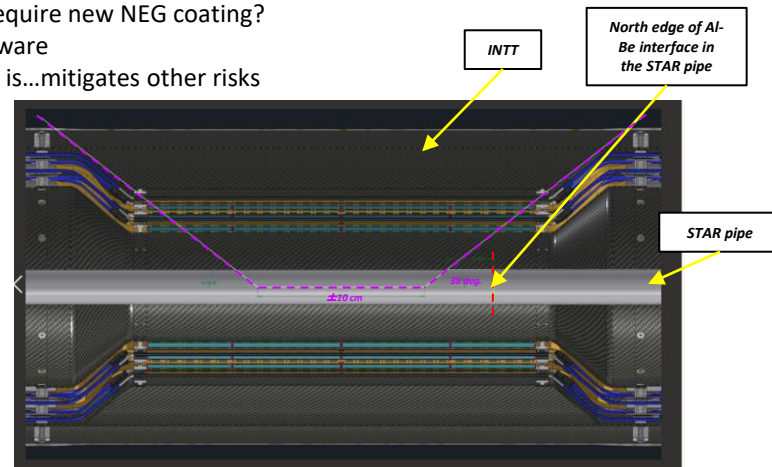 equire new NEG coating?
ware
is...mitigates other risks
INTT
North edge of Al-
Be interface in
the STAR pipe
STAR pipe
38 deg.
±10 cm